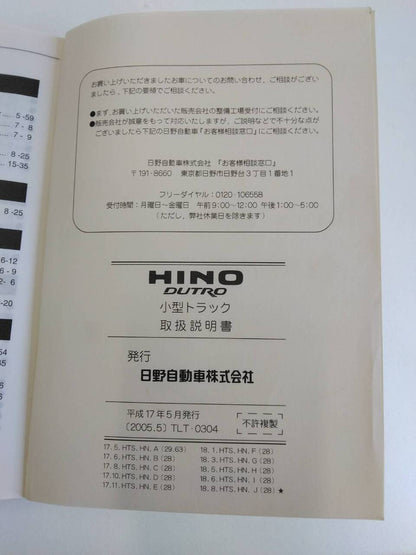 お買い上げいただきましたお車についてのお問い合わせ、ご相談がござい
ましたら、下記の要領でご相談ください。
●まず、お買い上げいただいた販売会社の整備工場受付にご相談ください。
●販売会社が誠意をもって対応いたしますが、ご説明などで不十分な点が
ございましたら下記の日野自動車「お客様相談窓口」にご相談ください。
日野自動車株式会社 「お客様相談窓口」
〒191-8660 東京都日野市日野台3丁目1番地1
フリーダイヤル：0120-106558
受付時間：月曜日〜金曜日 午前9:00〜12:00 午後1:00〜5:00
（ただし、弊社休業日を除きます）
HINO
DUTRO
小型トラック
取扱説明書
発行
日野自動車株式会社
平成17年5月発行
〔2005.5〕TLT-0304
不許複製
17. 5. HTS. HN. A (29.63)
17. 6. HTS. HN. B (28)
17. 8. HTS. HN. C (28)
17.10. HTS. HN. D (28)
17.11. HTS. HN. E (28)
18. 1. HTS. HN. F (28)
18. 3. HTS. HN. G (28)
18. 5. HTS. HN. H (28)
18. 6. HTS. HN. I (28)
18. 8. HTS. HN. J (28) ★
5-59
7- 8
7- 9
8-25
15-35
8-25
6-12
6- 9
2- 6
-20
54